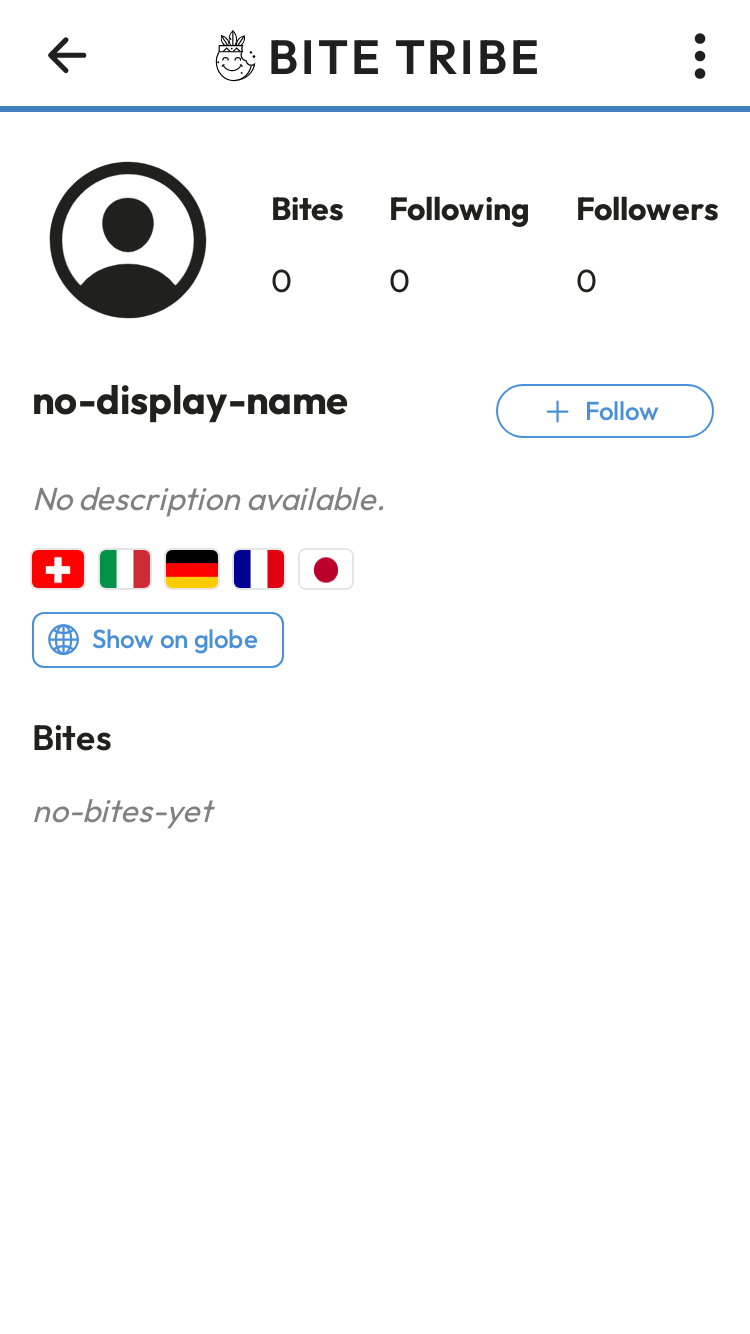 BITE TRIBE
Bites Following Followers
0 0 0
no-display-name
Follow
No description available.
Show on globe
Bites
no-bites-yet